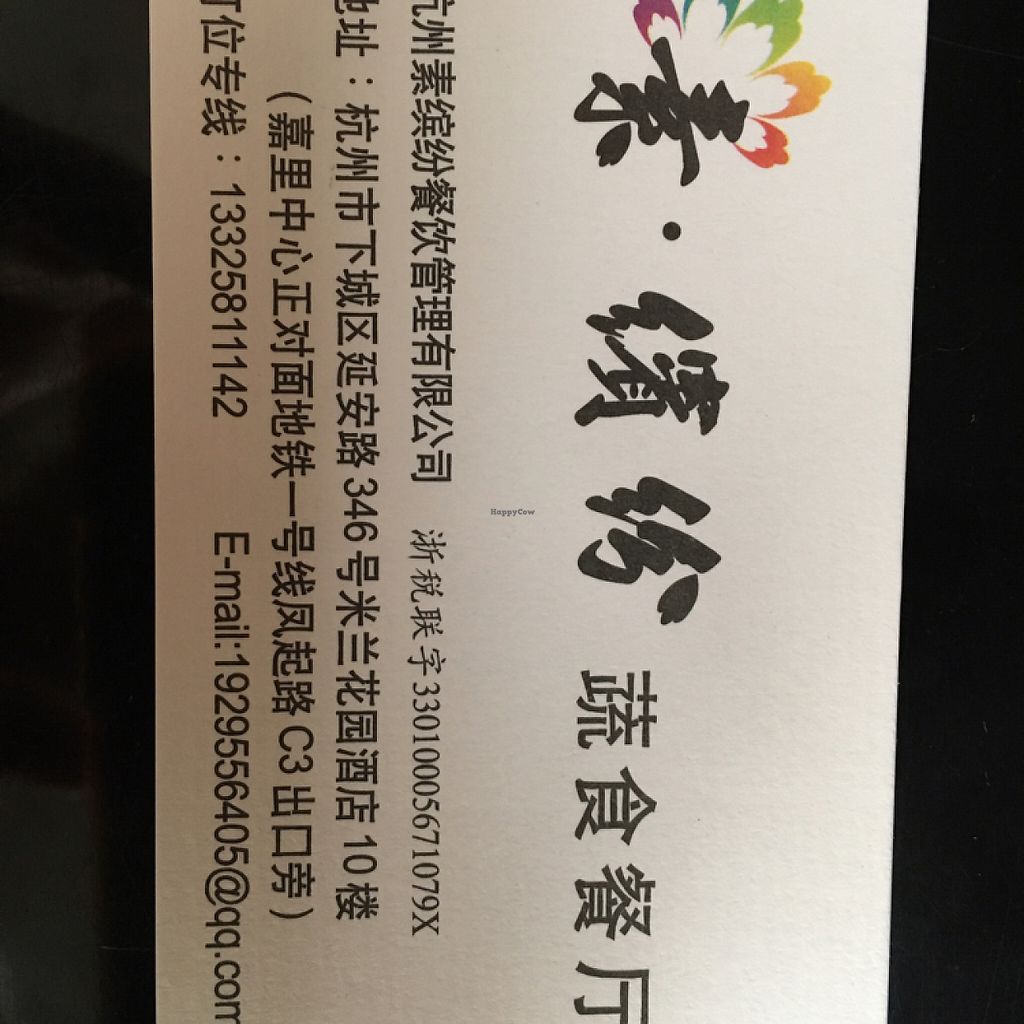 素·缤纷 蔬食餐厅
杭州素缤纷餐饮管理有限公司 浙税联字33010005671079X
地址：杭州市下城区延安路346号米兰花园酒店10楼
（嘉里中心正对面地铁一号线凤起路C3出口旁）
订位专线：13325811142 E-mail:1929556405@qq.com
HappyCow